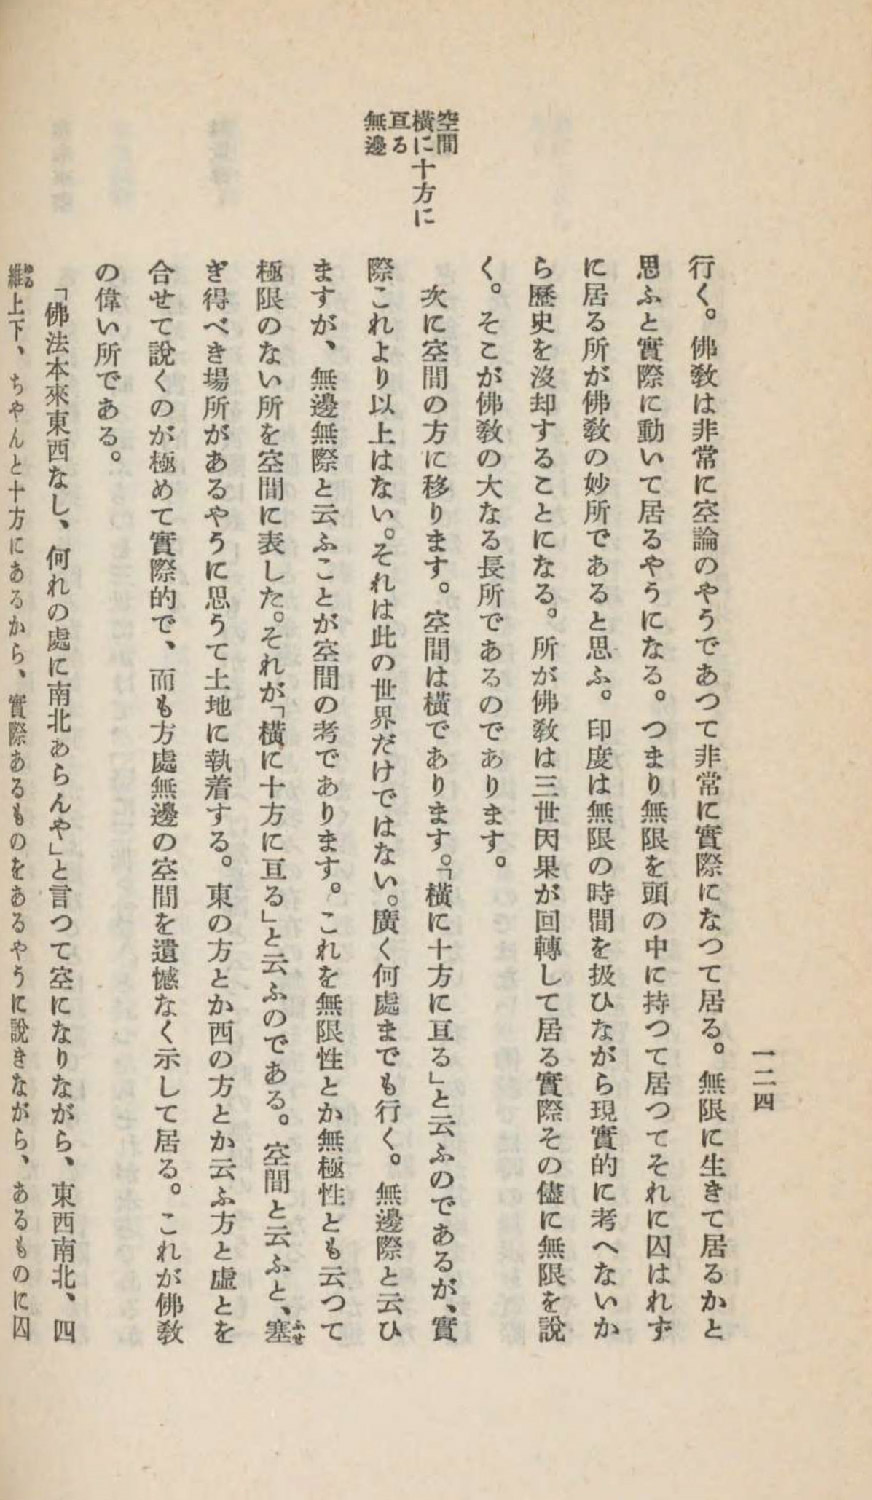 一二四
空間
横に十方に
亘る
無邊
行く。佛敎は非常に空論のやうであつて非常に實際になつて居る。無限に生きて居るかと
思ふと實際に動いて居るやうになる。つまり無限を頭の中に持つて居つてそれに囚はれず
に居る所が佛敎の妙所であると思ふ。印度は無限の時間を扱ひながら現實的に考へないか
ら歷史を沒却することになる。所が佛敎は三世因果が回轉して居る實際その儘に無限を說
く。そこが佛敎の大なる長所であるのであります。
次に空間の方に移ります。空間は橫であります。「橫に十方に亘る」と云ふのであるが、實
際これより以上はない。それは此の世界だけではない。廣く何處までも行く。無邊際と云ひ
ますが、無邊無際と云ふことが空間の考であります。これを無限性とか無極性とも云つて
極限のない所を空間に表した。それが「橫に十方に亘る」と云ふのである。空間と云ふと、塞ふせ
ぎ得べき場所があるやうに思うて土地に執着する。東の方とか西の方とか云ふ方と虛とを
合せて說くのが極めて實際的で、而も方處無邊の空間を遺憾なく示して居る。これが佛敎
の偉い所である。
「佛法本來東西なし、何れの處に南北あらんや」と言つて空になりながら、東西南北、四
維ゆゐ上下、ちやんと十方にあるから、實際あるものをあるやうに說きながら、あるものに囚